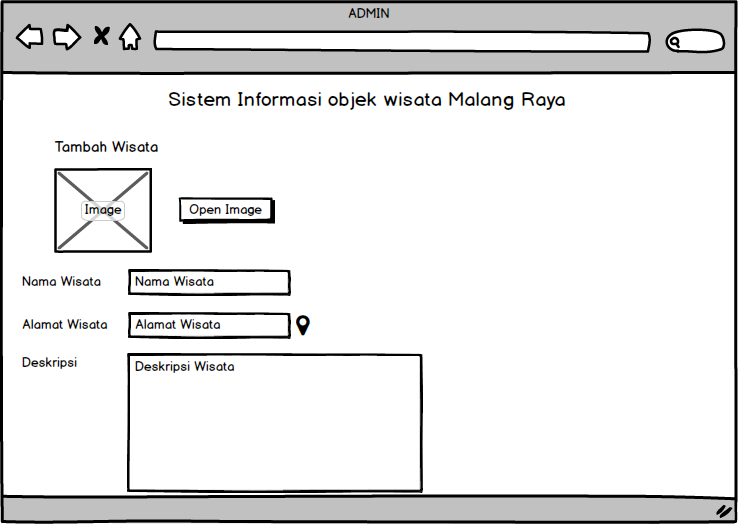 ADMIN
Sistem Informasi objek wisata Malang Raya
Tambah Wisata
Image
Open Image
Nama Wisata
Nama Wisata
Alamat Wisata
Alamat Wisata
Deskripsi
Deskripsi Wisata